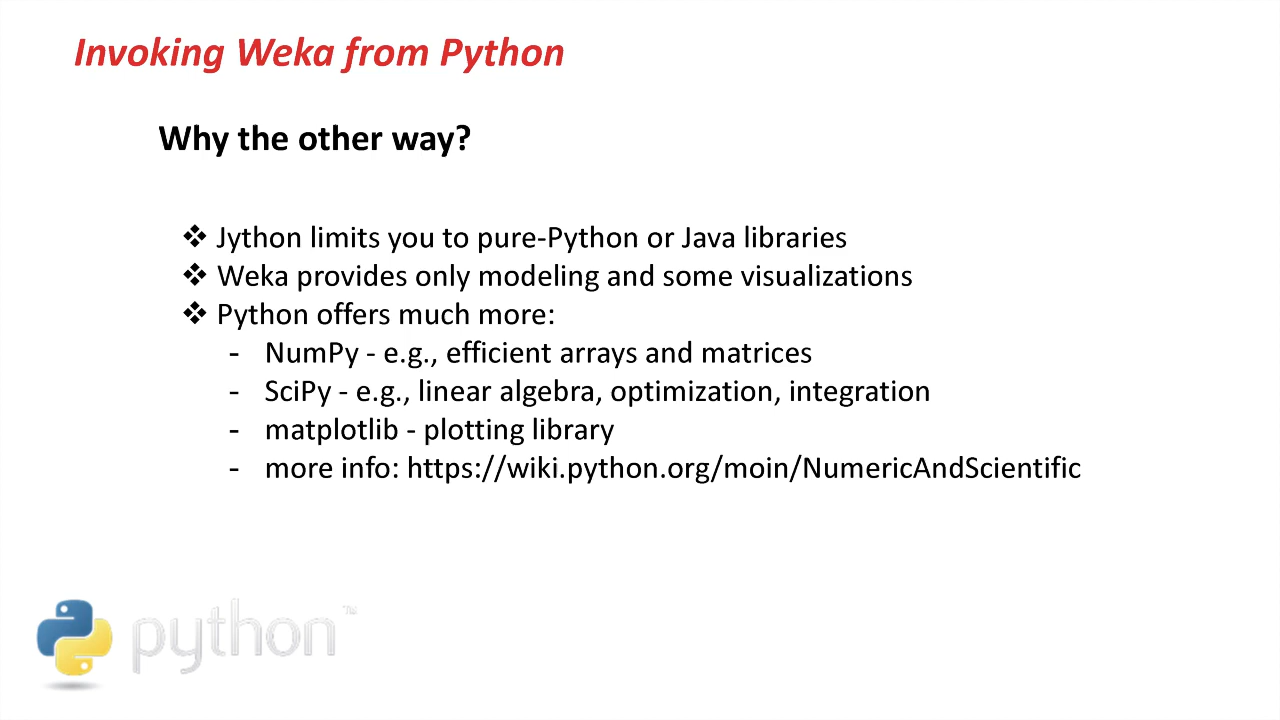 Invoking Weka from Python
Why the other way?
❖ Jython limits you to pure-Python or Java libraries
❖ Weka provides only modeling and some visualizations
❖ Python offers much more:
- NumPy - e.g., efficient arrays and matrices
- SciPy - e.g., linear algebra, optimization, integration
- matplotlib - plotting library
- more info: https://wiki.python.org/moin/NumericAndScientific
python™